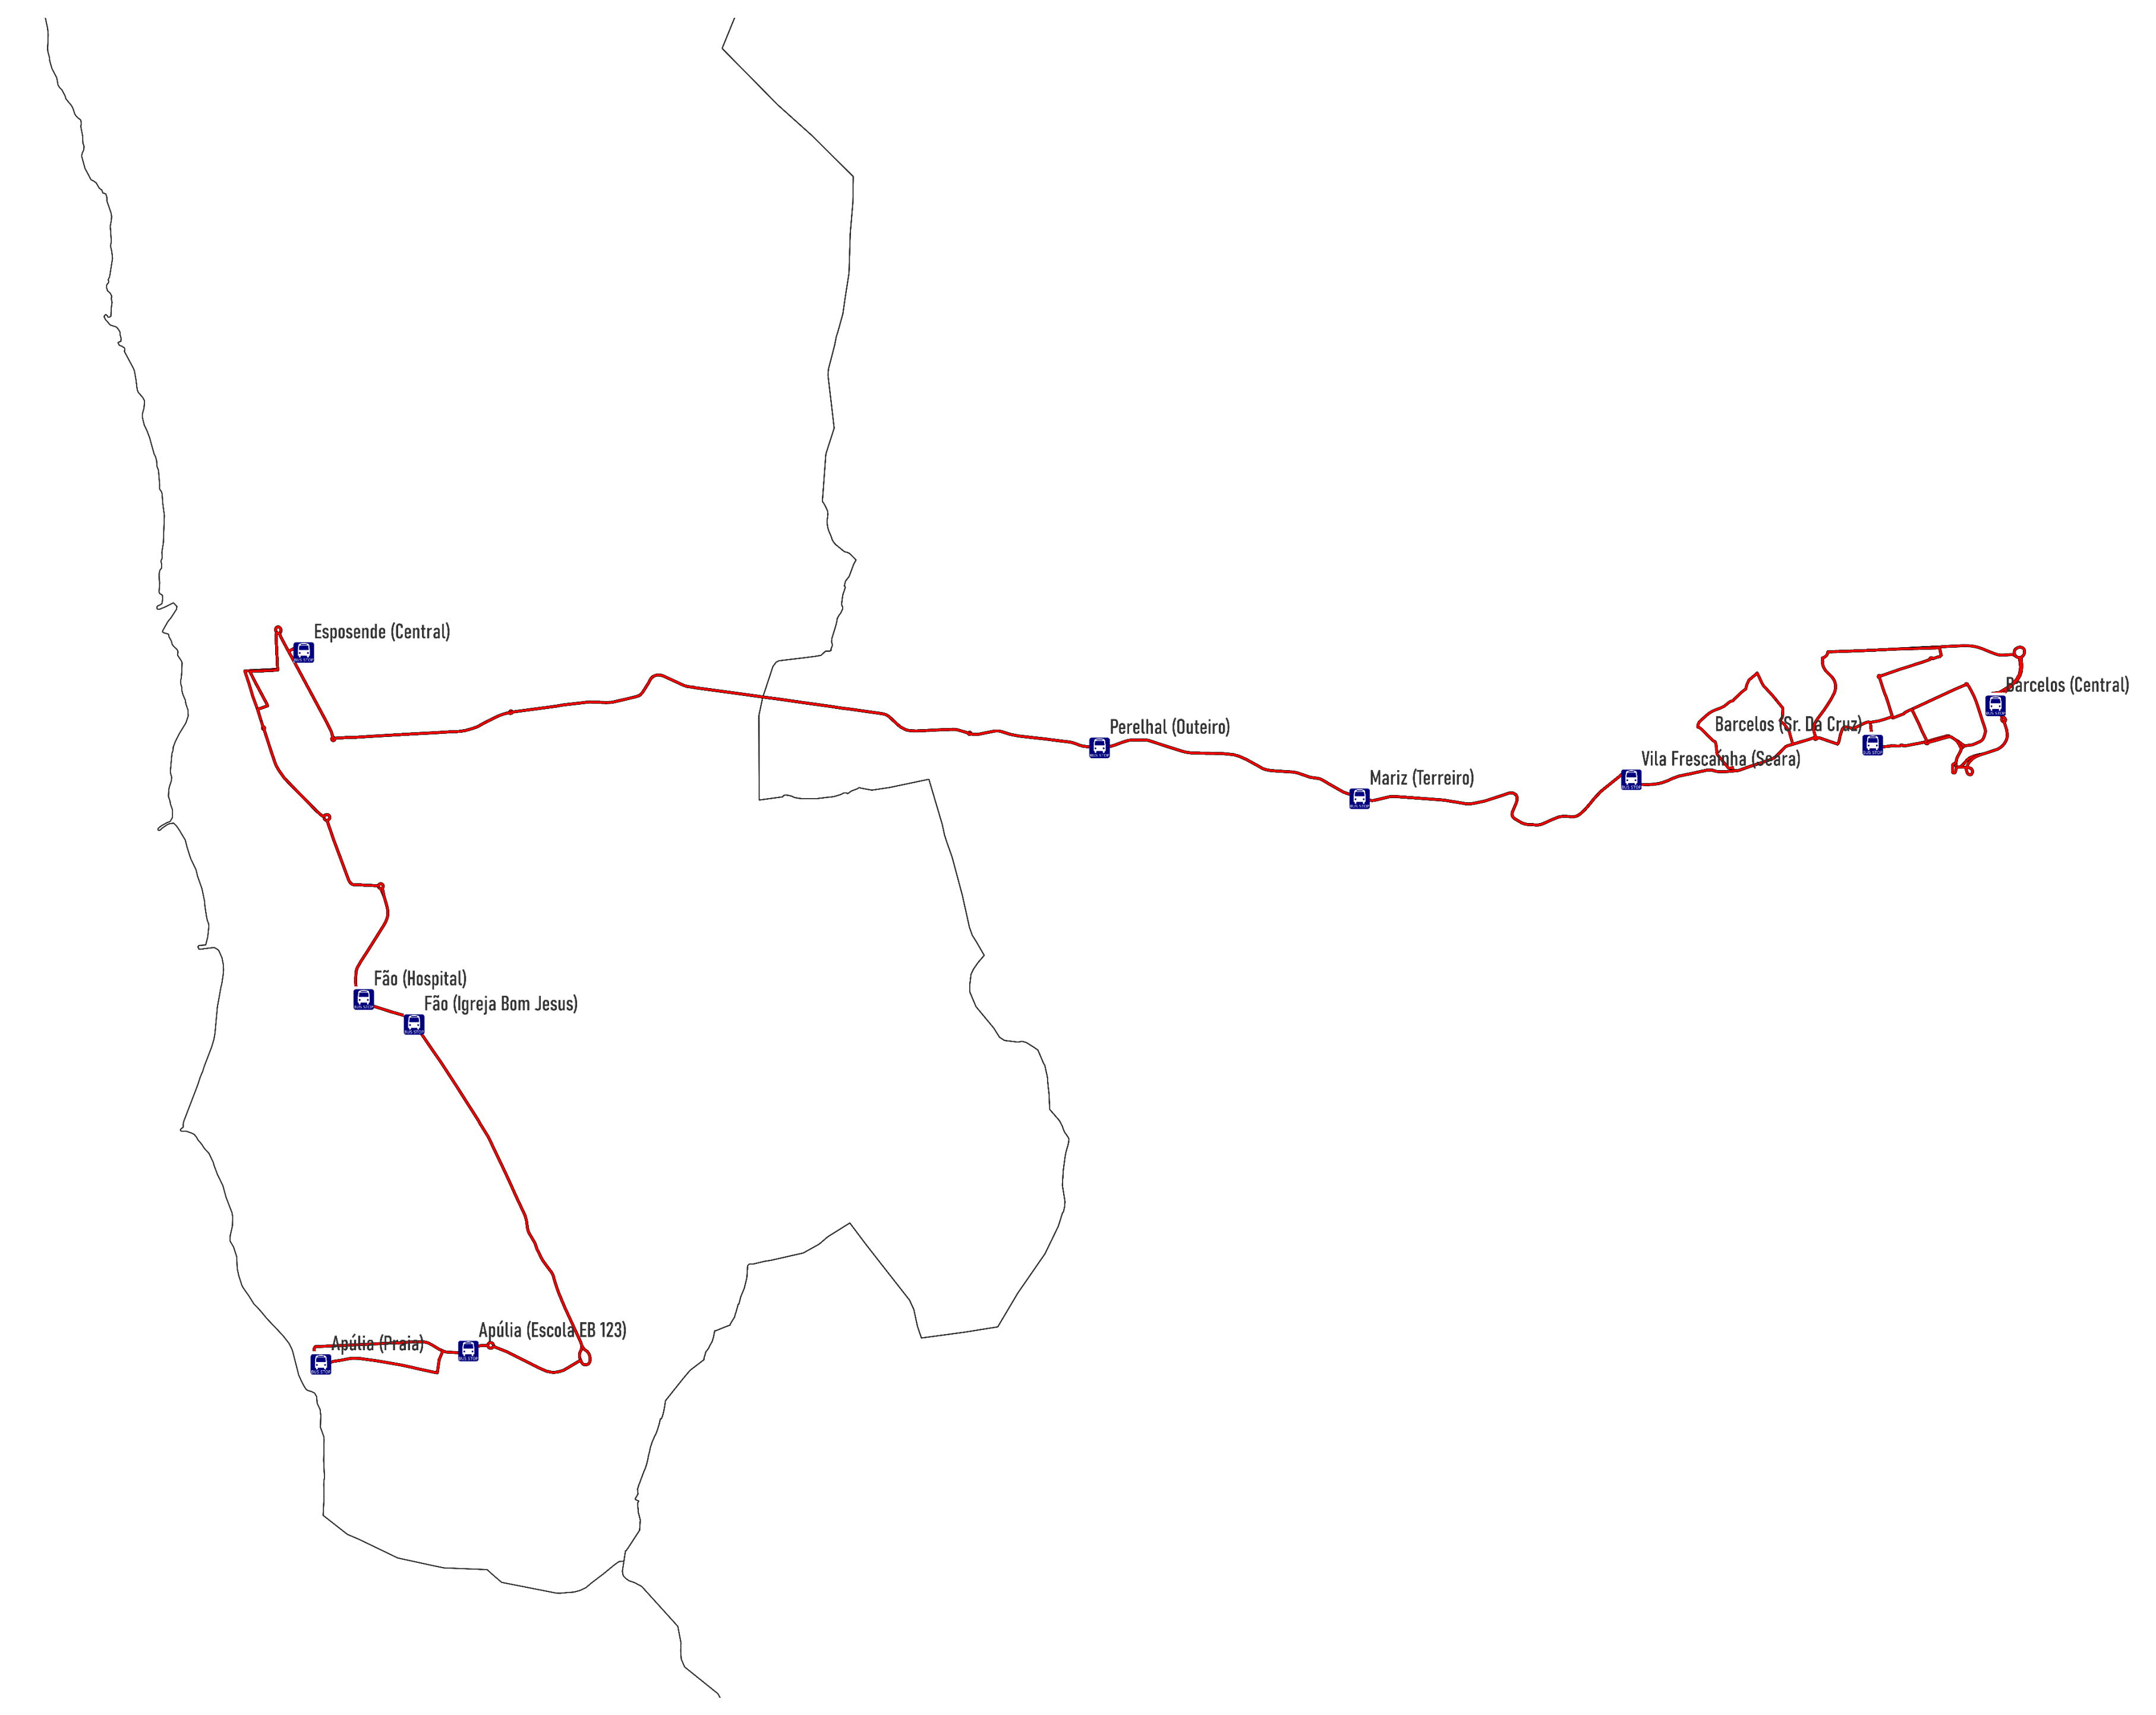 Esposende (Central)
Barcelos (Central)
Perelhal (Outeiro)
Barcelos (Sr. Da Cruz)
Vila Frescaínha (Seara)
Mariz (Terreiro)
Fão (Hospital)
Fão (Igreja Bom Jesus)
Apúlia (Escola EB 123)
Apúlia (Praia)